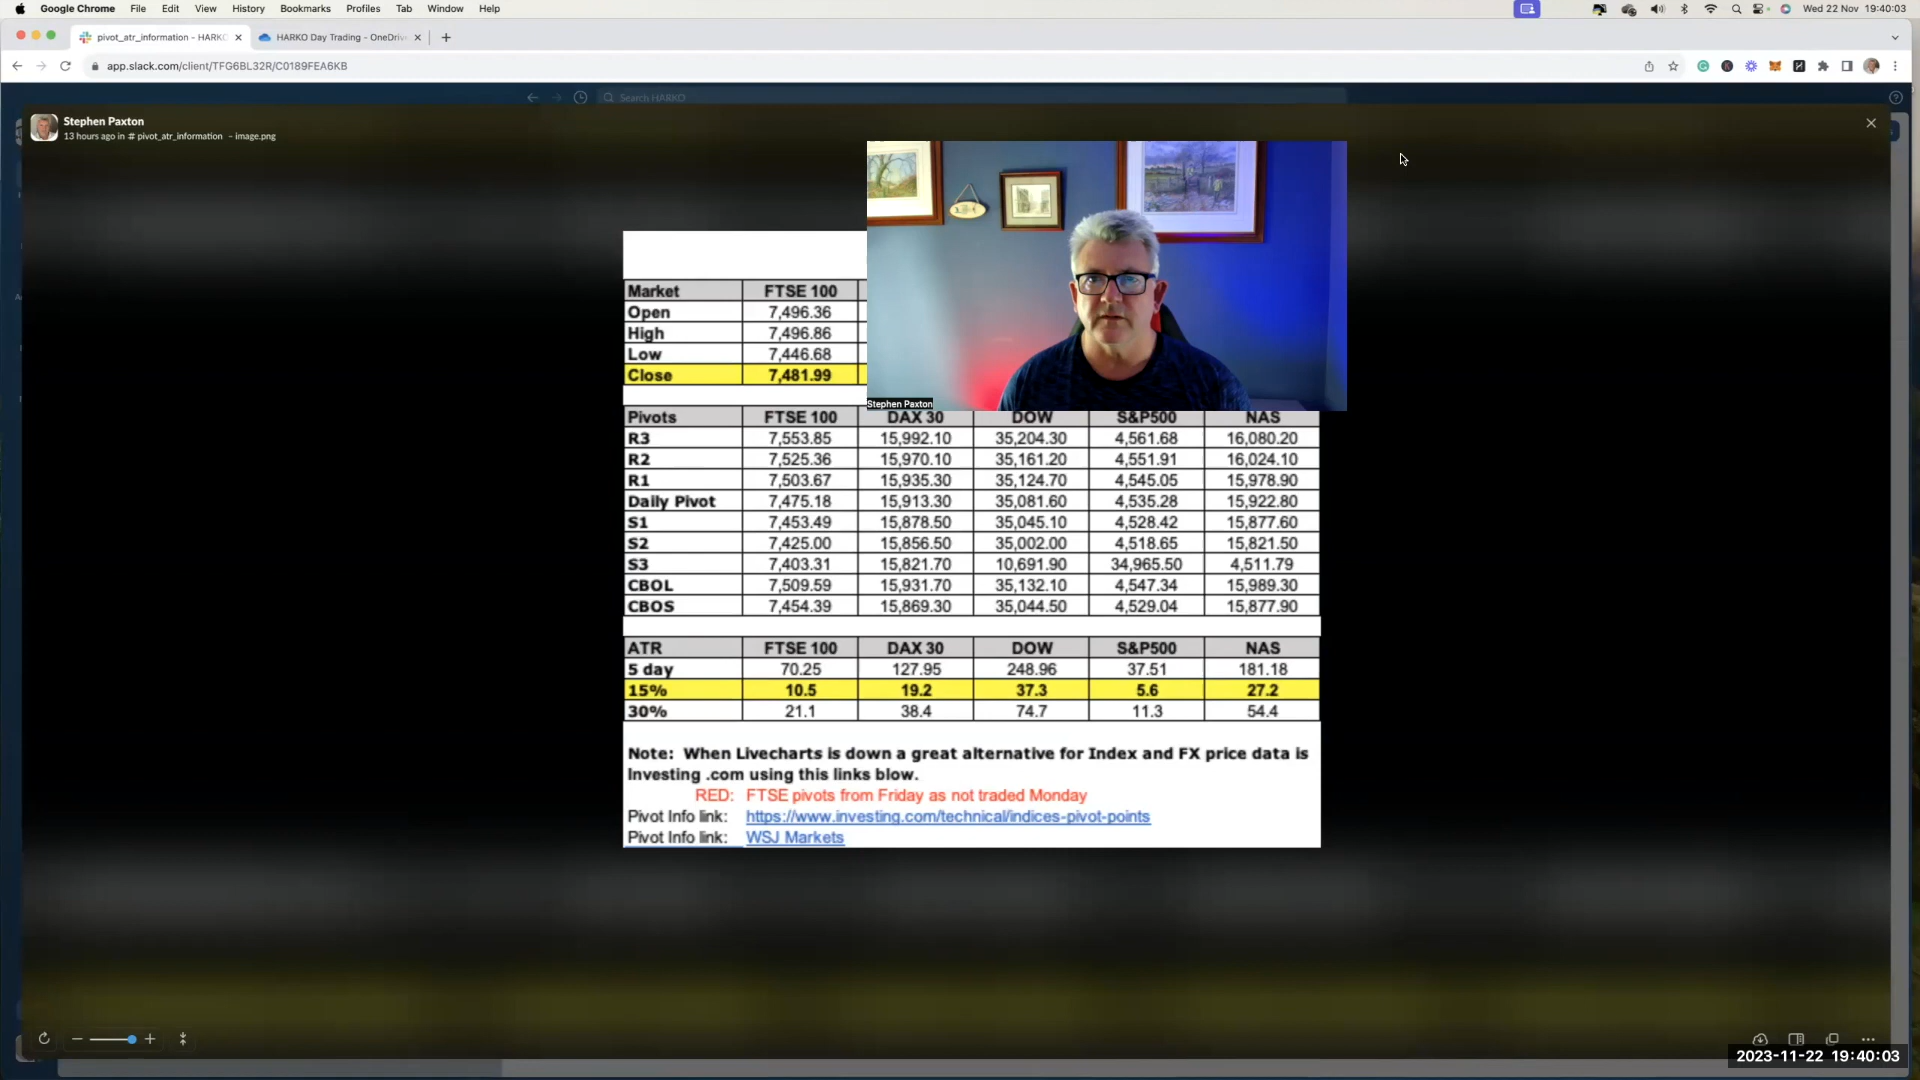 Google Chrome File Edit View History Bookmarks Profiles Tab Window Help Wed 22 Nov 19:40:03
pivot_atr_information - HARKO HARKO Day Trading - OneDrive
app.slack.com/client/TFG6BL32R/C0189FEA6KB
Search HARKO
Stephen Paxton
13 hours ago in # pivot_atr_information - image.png
Market FTSE 100
Open 7,496.36
High 7,496.86
Low 7,446.68
Close 7,481.99
Stephen Paxton
Pivots FTSE 100 DAX 30 DOW S&P500 NAS
R3 7,553.85 15,992.10 35,204.30 4,561.68 16,080.20
R2 7,525.36 15,970.10 35,161.20 4,551.91 16,024.10
R1 7,503.67 15,935.30 35,124.70 4,545.05 15,978.90
Daily Pivot 7,475.18 15,913.30 35,081.60 4,535.28 15,922.80
S1 7,453.49 15,878.50 35,045.10 4,528.42 15,877.60
S2 7,425.00 15,856.50 35,002.00 4,518.65 15,821.50
S3 7,403.31 15,821.70 10,691.90 34,965.50 4,511.79
CBOL 7,509.59 15,931.70 35,132.10 4,547.34 15,989.30
CBOS 7,454.39 15,869.30 35,044.50 4,529.04 15,877.90
ATR FTSE 100 DAX 30 DOW S&P500 NAS
5 day 70.25 127.95 248.96 37.51 181.18
15% 10.5 19.2 37.3 5.6 27.2
30% 21.1 38.4 74.7 11.3 54.4
Note: When Livecharts is down a great alternative for Index and FX price data is
Investing .com using this links blow.
RED: FTSE pivots from Friday as not traded Monday
Pivot Info link: https://www.investing.com/technical/indices-pivot-points
Pivot Info link: WSJ Markets
2023-11-22 19:40:03